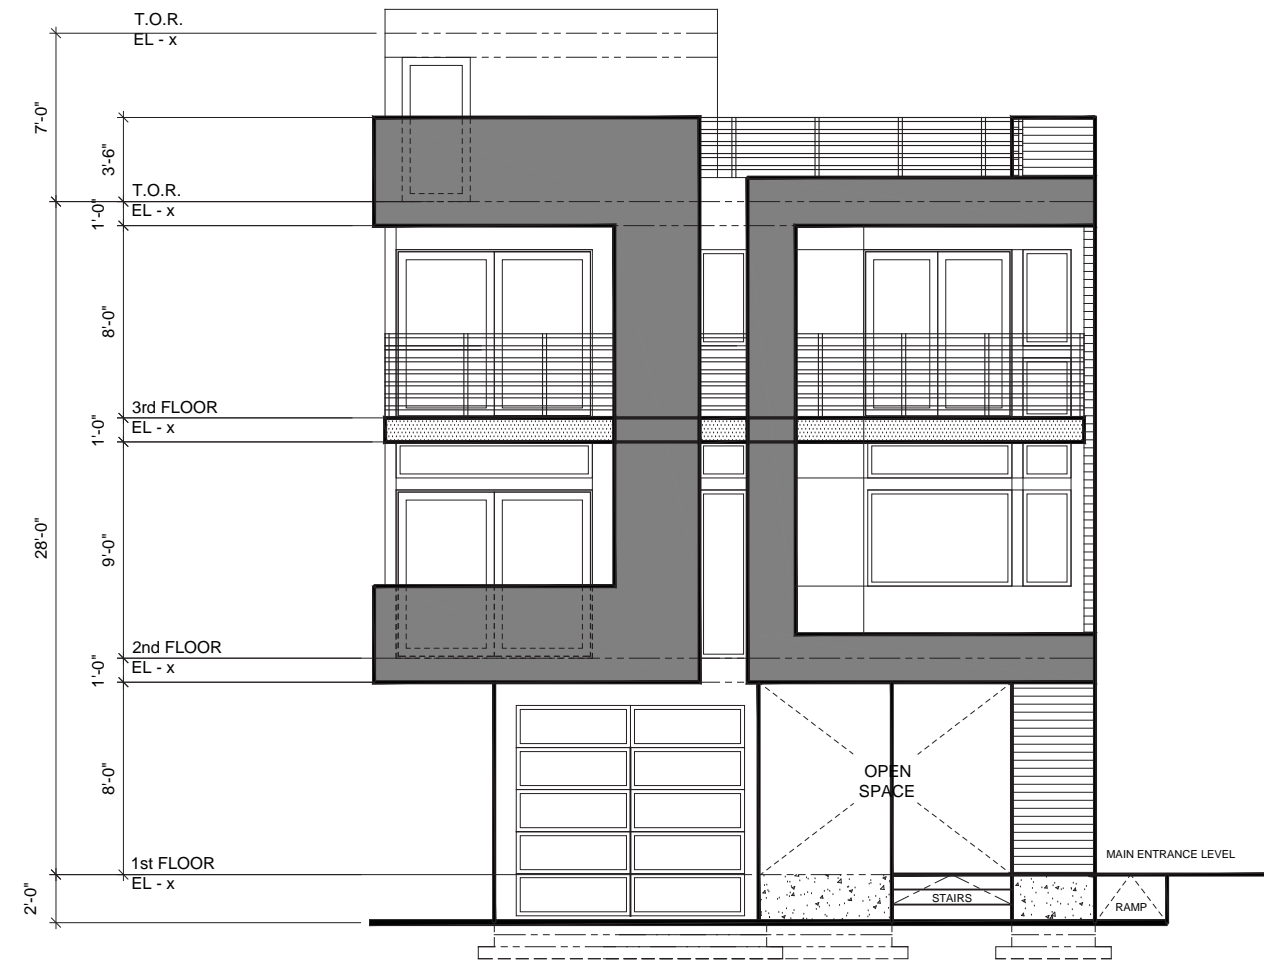 T.O.R.
EL - x
7'-0"
3'-6"
T.O.R.
EL - x
1'-0"
8'-0"
3rd FLOOR
EL - x
1'-0"
28'-0"
9'-0"
2nd FLOOR
EL - x
1'-0"
OPEN
SPACE
8'-0"
MAIN ENTRANCE LEVEL
1st FLOOR
EL - x
2'-0"
STAIRS
RAMP